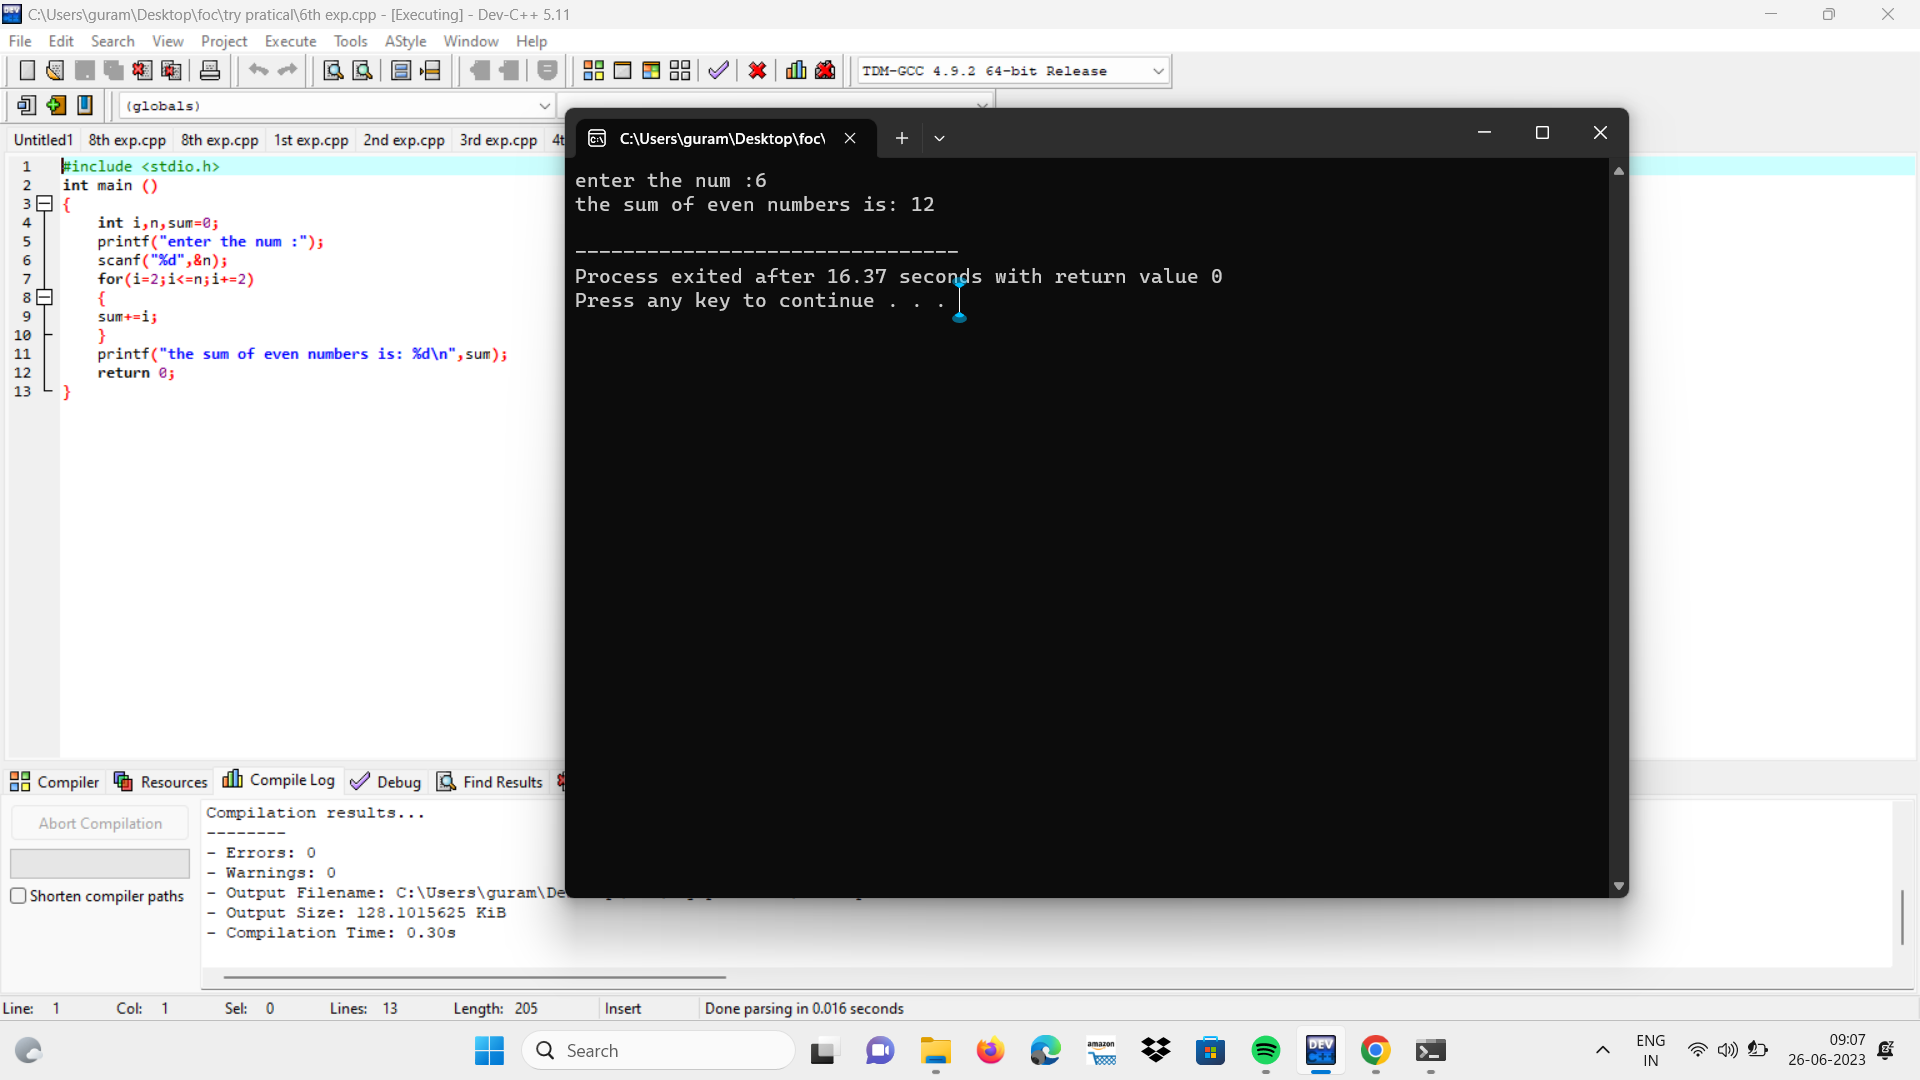 C:\Users\guram\Desktop\foc\try pratical\6th exp.cpp - [Executing] - Dev-C++ 5.11
File Edit Search View Project Execute Tools AStyle Window Help
TDM-GCC 4.9.2 64-bit Release
(globals)
Untitled1 8th exp.cpp 8th exp.cpp 1st exp.cpp 2nd exp.cpp 3rd exp.cpp
1 #include <stdio.h>
2 int main ()
3 {
4 int i,n,sum=0;
5 printf("enter the num :");
6 scanf("%d",&n);
7 for(i=2;i<=n;i+=2)
8 {
9 sum+=i;
10 }
11 printf("the sum of even numbers is: %d\n",sum);
12 return 0;
13 }
C:\Users\guram\Desktop\foc\
enter the num :6
the sum of even numbers is: 12
--------------------------------
Process exited after 16.37 seconds with return value 0
Press any key to continue . . .
Compiler Resources Compile Log Debug Find Results
Abort Compilation
Shorten compiler paths
Compilation results...
--------
- Errors: 0
- Warnings: 0
- Output Filename: C:\Users\guram\De
- Output Size: 128.1015625 KiB
- Compilation Time: 0.30s
Line: 1 Col: 1 Sel: 0 Lines: 13 Length: 205 Insert Done parsing in 0.016 seconds
Search
amazon
DEV
ENG
IN
09:07
26-06-2023